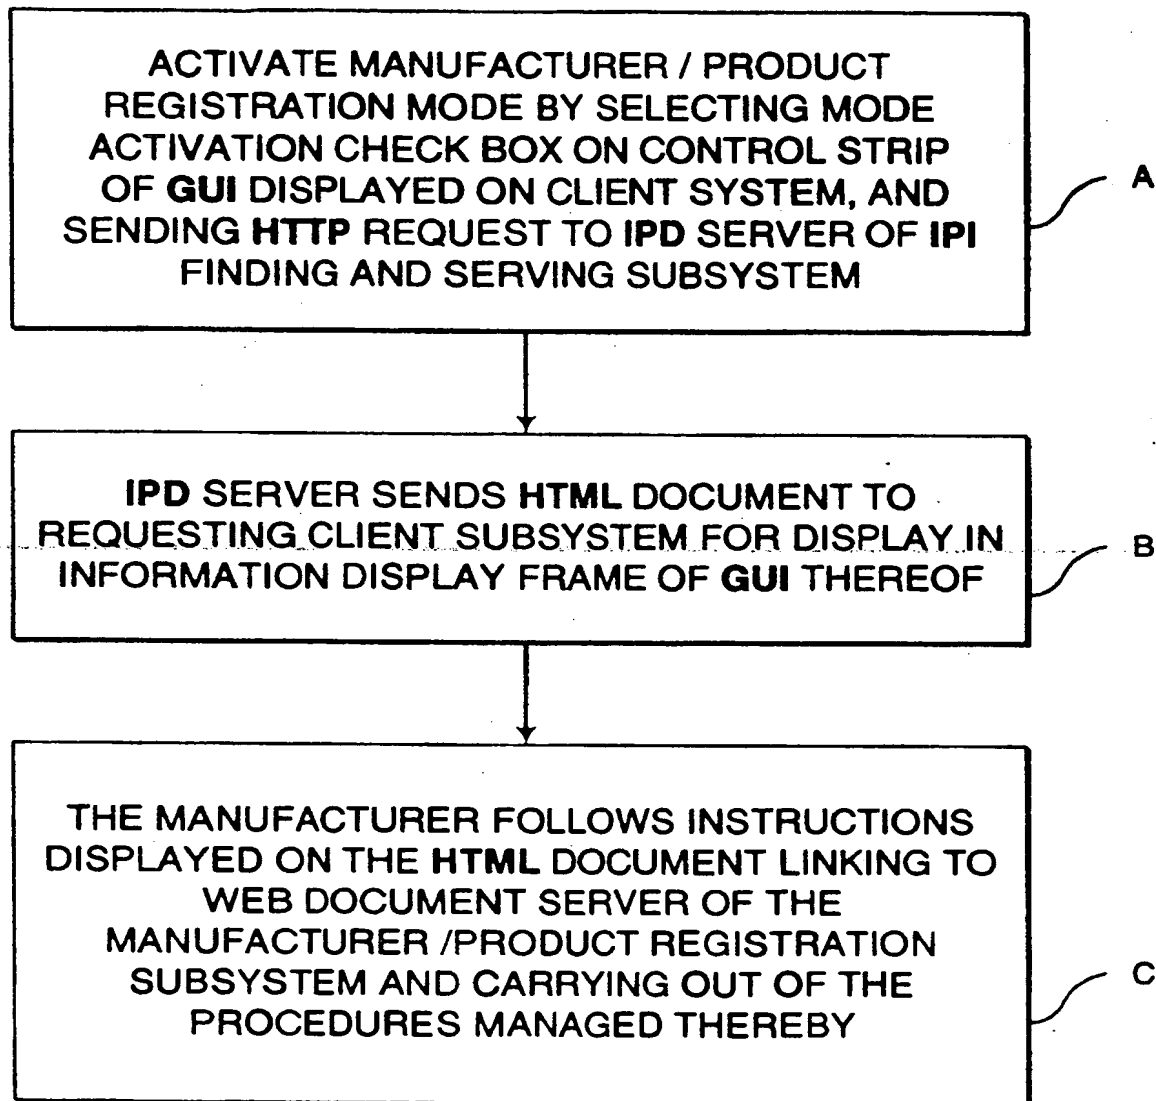 ACTIVATE MANUFACTURER / PRODUCT
REGISTRATION MODE BY SELECTING MODE
ACTIVATION CHECK BOX ON CONTROL STRIP
OF GUI DISPLAYED ON CLIENT SYSTEM, AND
SENDING HTTP REQUEST TO IPD SERVER OF IPI
FINDING AND SERVING SUBSYSTEM
A
IPD SERVER SENDS HTML DOCUMENT TO
REQUESTING CLIENT SUBSYSTEM FOR DISPLAY IN
INFORMATION DISPLAY FRAME OF GUI THEREOF
B
THE MANUFACTURER FOLLOWS INSTRUCTIONS
DISPLAYED ON THE HTML DOCUMENT LINKING TO
WEB DOCUMENT SERVER OF THE
MANUFACTURER /PRODUCT REGISTRATION
SUBSYSTEM AND CARRYING OUT OF THE
PROCEDURES MANAGED THEREBY
C